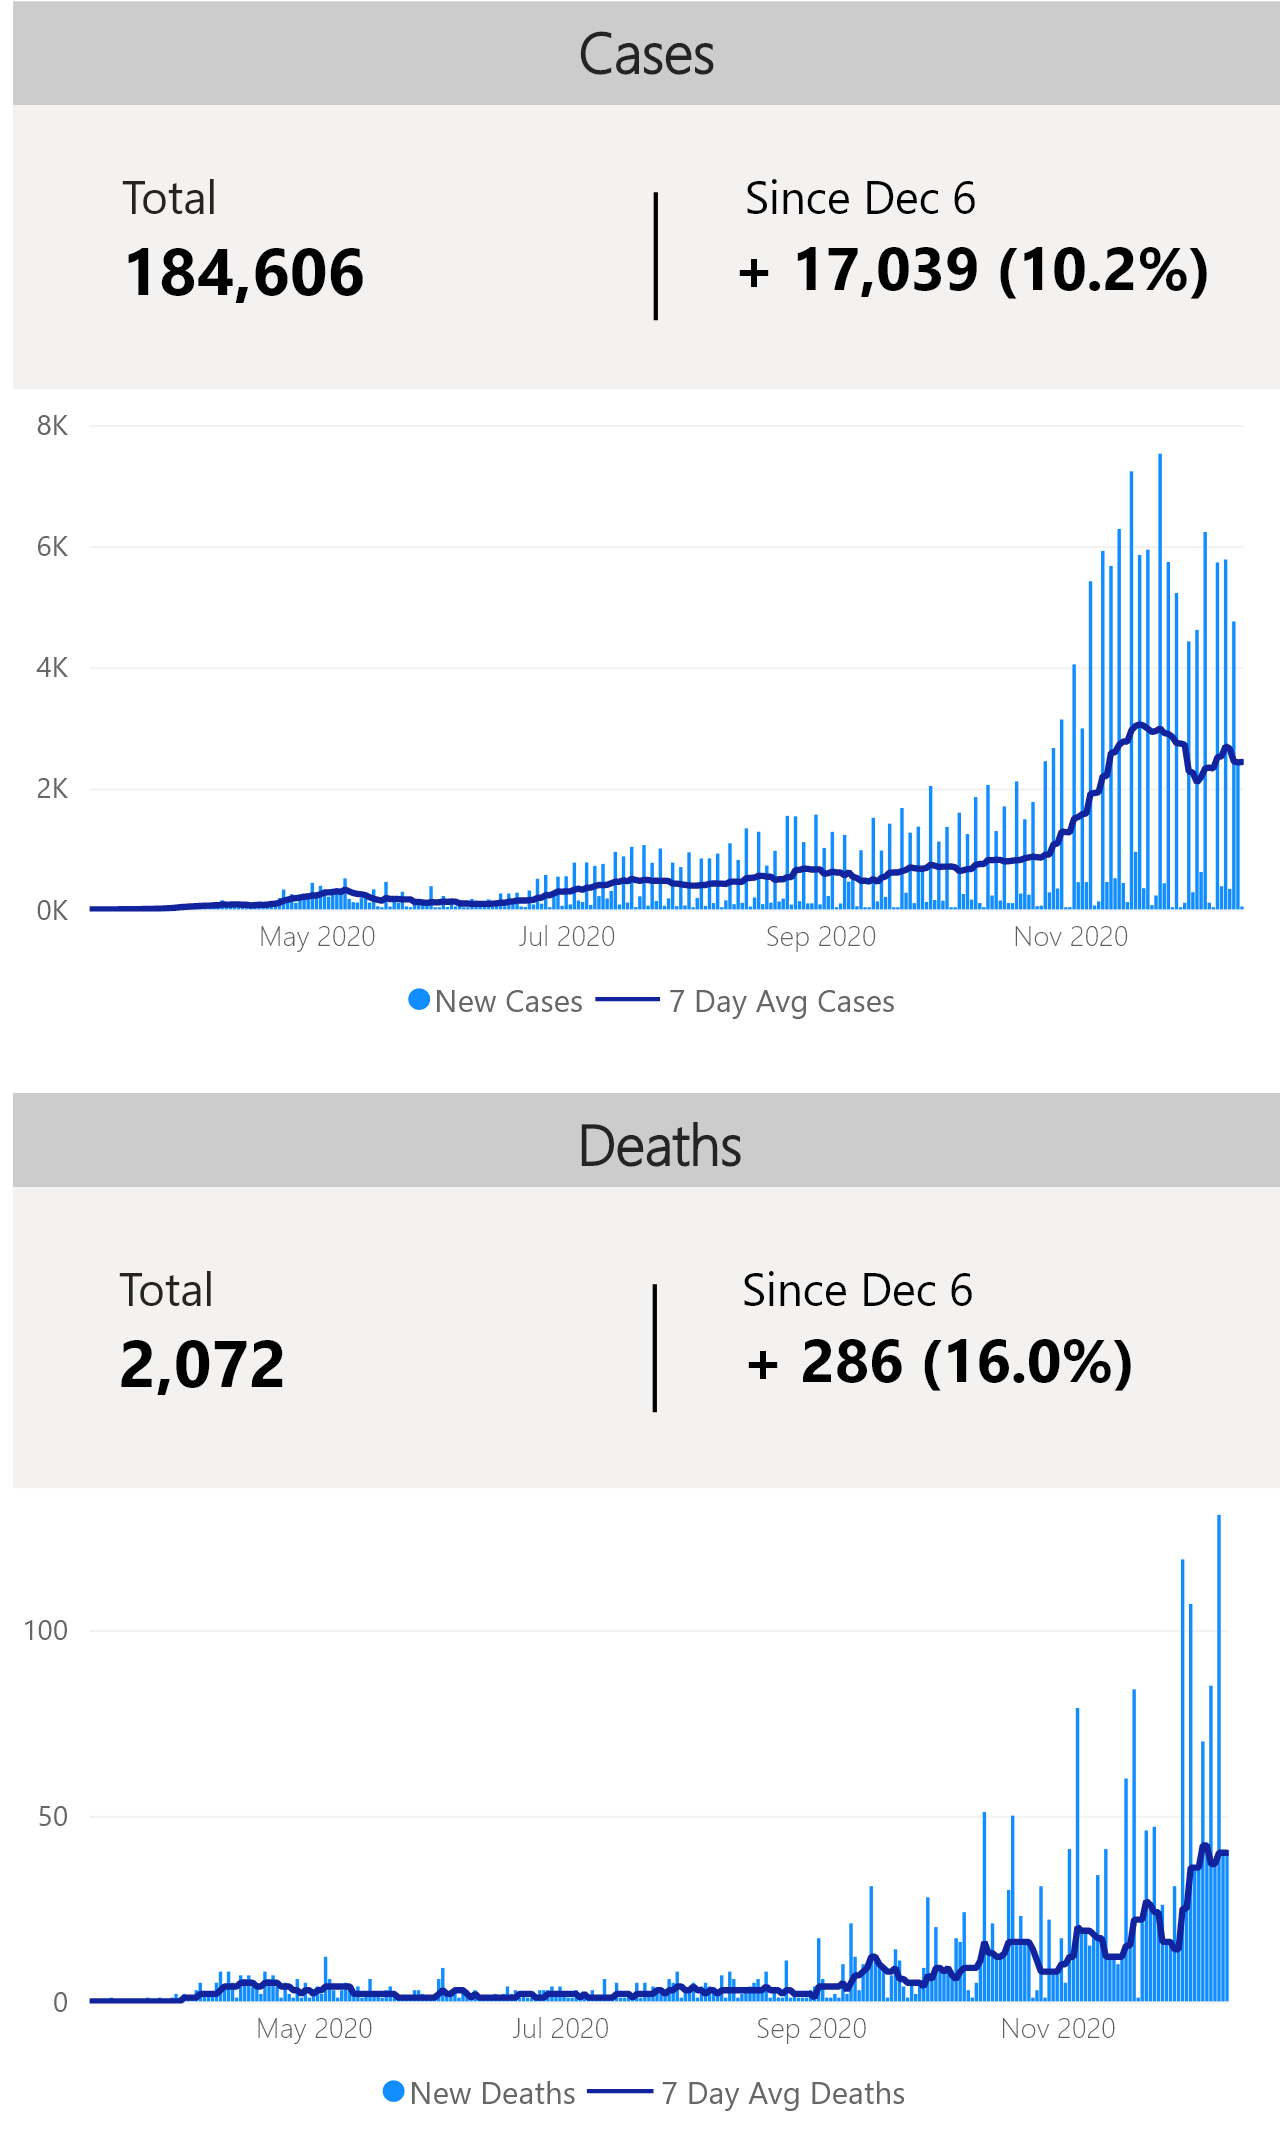 Cases
Total
184,606
Since Dec 6
+ 17,039 (10.2%)
8K
6K
4K
2K
0K
May 2020
Jul 2020
Sep 2020
Nov 2020
New Cases
7 Day Avg Cases
Deaths
Total
2,072
Since Dec 6
+ 286 (16.0%)
100
50
0
May 2020
Jul 2020
Sep 2020
Nov 2020
New Deaths
7 Day Avg Deaths